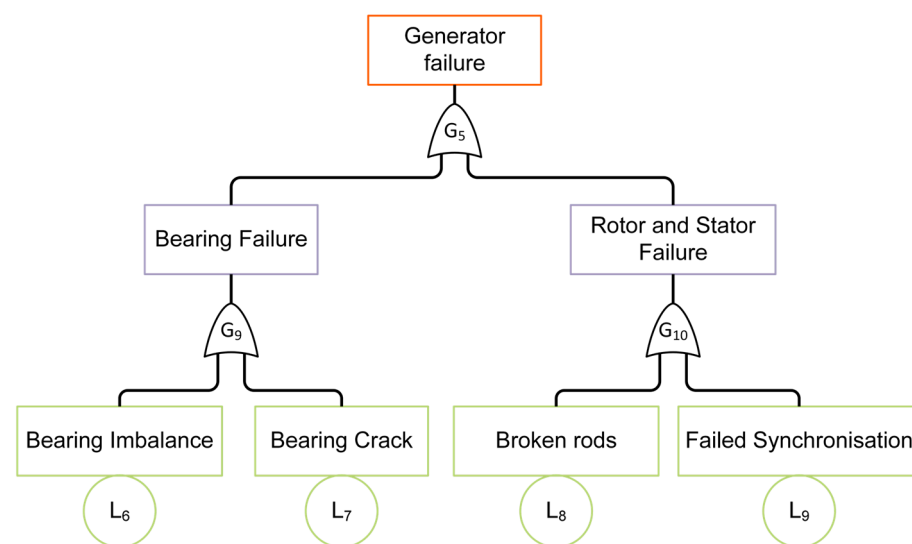 Generator
failure
G₅
Bearing Failure
Rotor and Stator
Failure
G₉
G₁₀
Bearing Imbalance
Bearing Crack
Broken rods
Failed Synchronisation
L₆
L₇
L₈
L₉